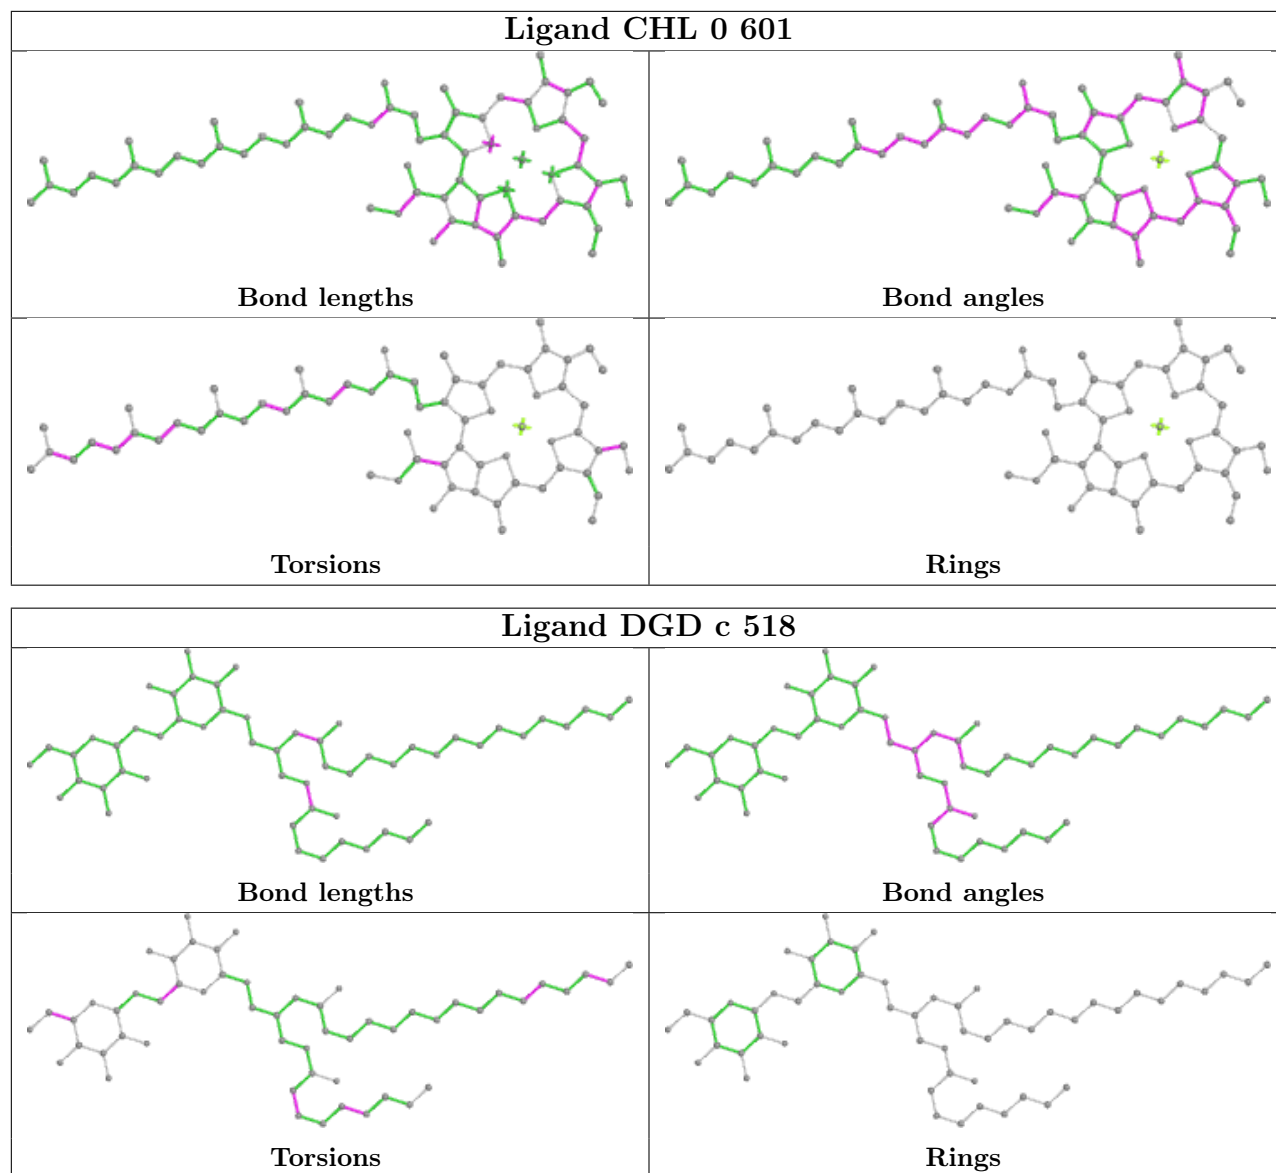 Ligand CHL 0 601
Bond lengths
Bond angles
Torsions
Rings
Ligand DGD c 518
Bond lengths
Bond angles
Torsions
Rings